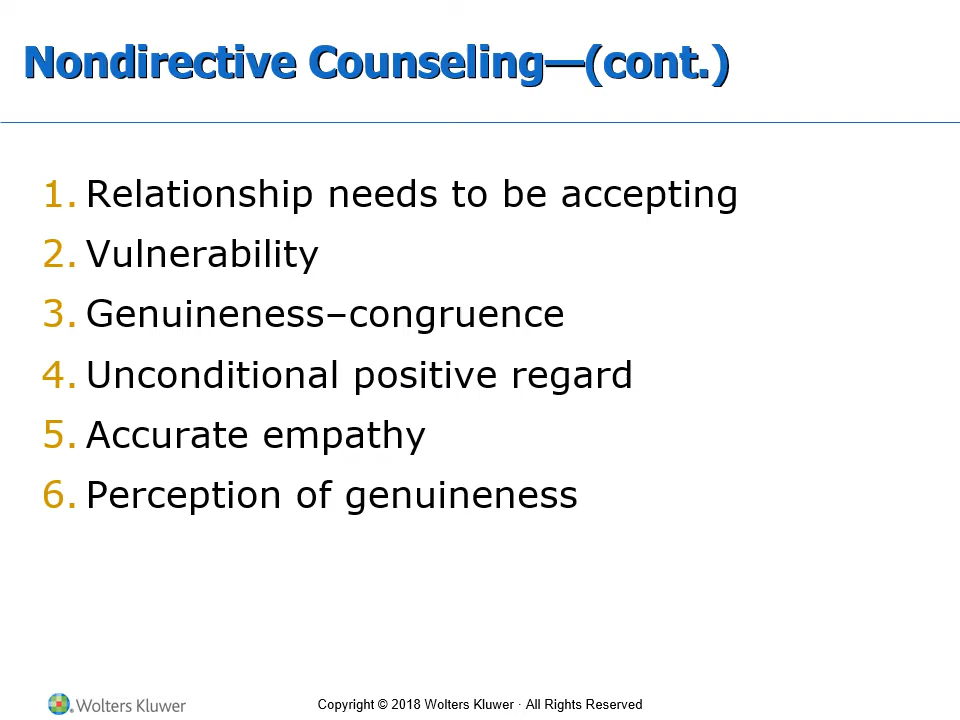 Nondirective Counseling—(cont.)
1. Relationship needs to be accepting
2. Vulnerability
3. Genuineness–congruence
4. Unconditional positive regard
5. Accurate empathy
6. Perception of genuineness
Wolters Kluwer
Copyright © 2018 Wolters Kluwer · All Rights Reserved